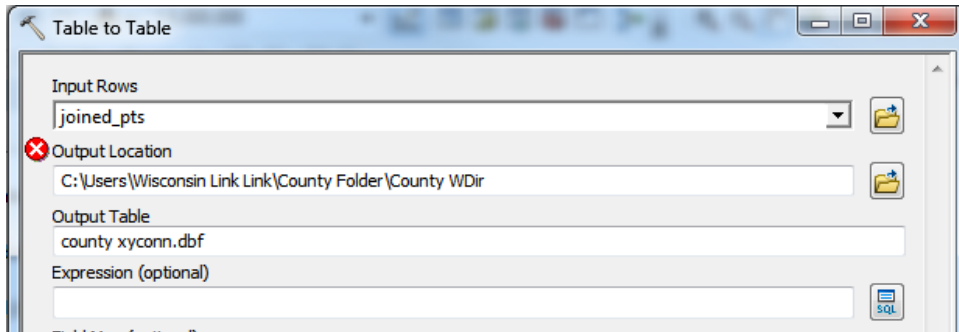 Table to Table
Input Rows
joined_pts
Output Location
C:\Users\Wisconsin Link Link\County Folder\County WDir
Output Table
county xyconn.dbf
Expression (optional)
SQL